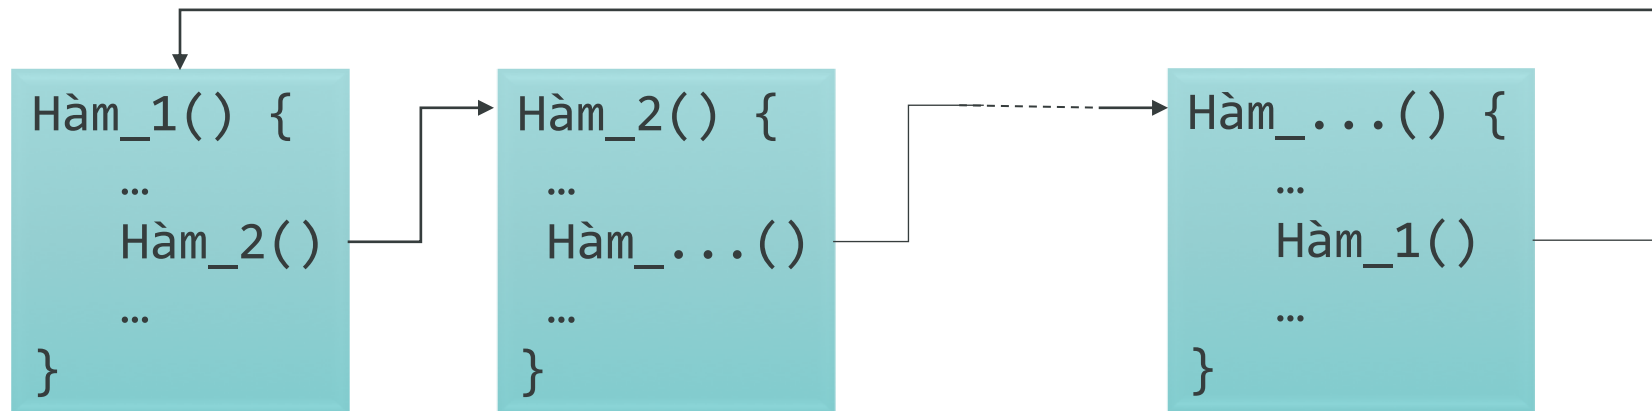 Hàm_1() {
…
Hàm_2()
…
}
Hàm_2() {
…
Hàm_...()
…
}
Hàm_...() {
…
Hàm_1()
…
}